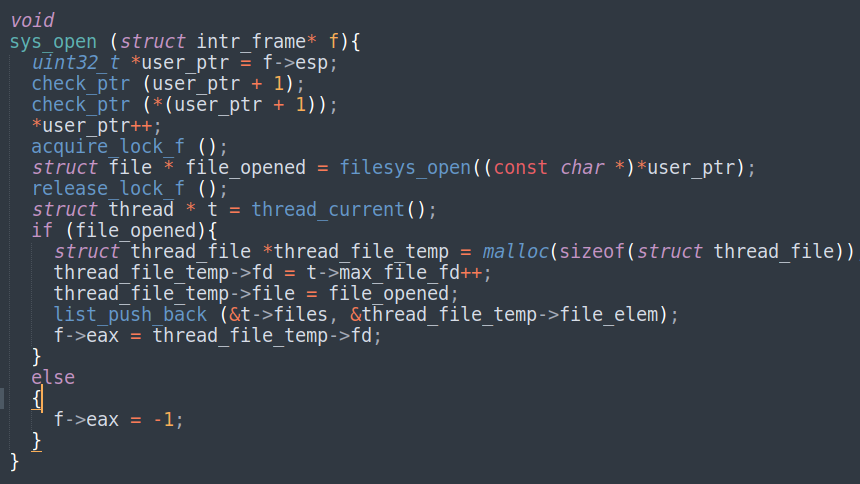 void
sys_open (struct intr_frame* f){
  uint32_t *user_ptr = f->esp;
  check_ptr (user_ptr + 1);
  check_ptr (*(user_ptr + 1));
  *user_ptr++;
  acquire_lock_f ();
  struct file * file_opened = filesys_open((const char *)*user_ptr);
  release_lock_f ();
  struct thread * t = thread_current();
  if (file_opened){
    struct thread_file *thread_file_temp = malloc(sizeof(struct thread_file))
    thread_file_temp->fd = t->max_file_fd++;
    thread_file_temp->file = file_opened;
    list_push_back (&t->files, &thread_file_temp->file_elem);
    f->eax = thread_file_temp->fd;
  }
  else
  {
    f->eax = -1;
  }
}